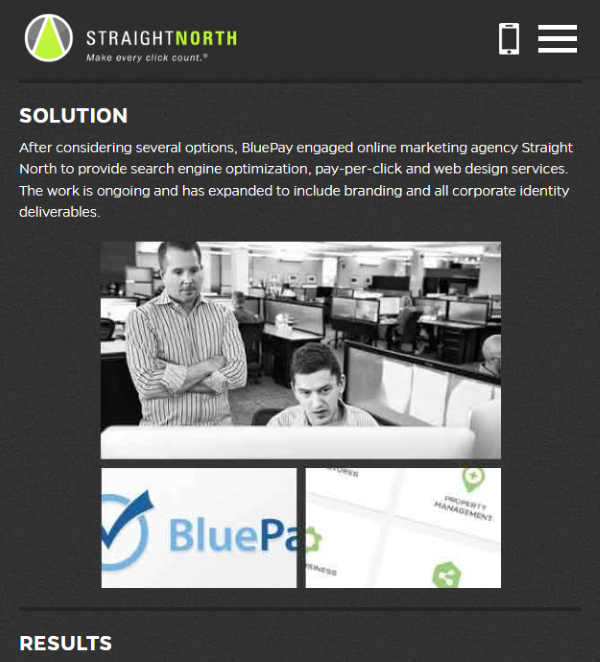 STRAIGHTNORTH
Make every click count.®
SOLUTION
After considering several options, BluePay engaged online marketing agency Straight
North to provide search engine optimization, pay-per-click and web design services.
The work is ongoing and has expanded to include branding and all corporate identity
deliverables.
BluePa
TURES
PROPERTY
MANAGEMENT
SINESS
RESULTS